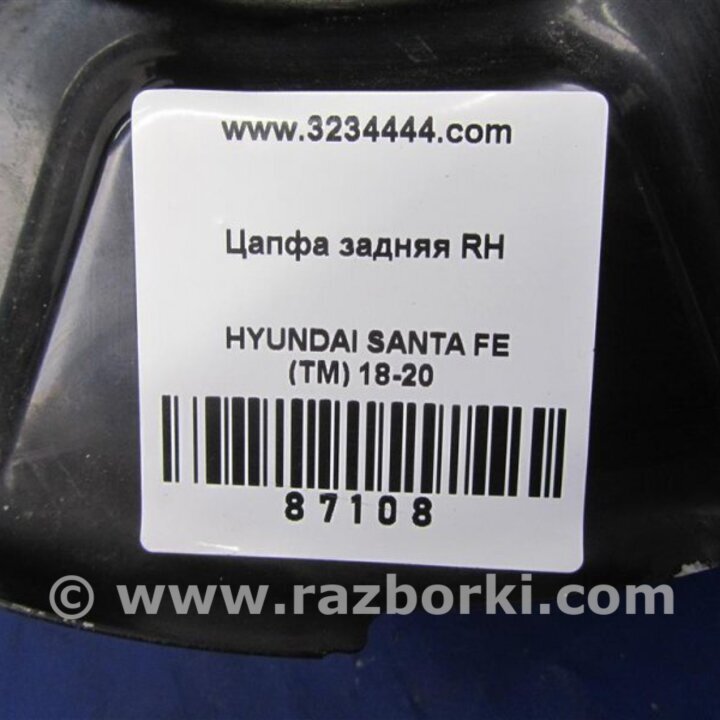 www.3234444.com
Цапфа задняя RH
HYUNDAI SANTA FE
(TM) 18-20
87108
© www.razborki.com